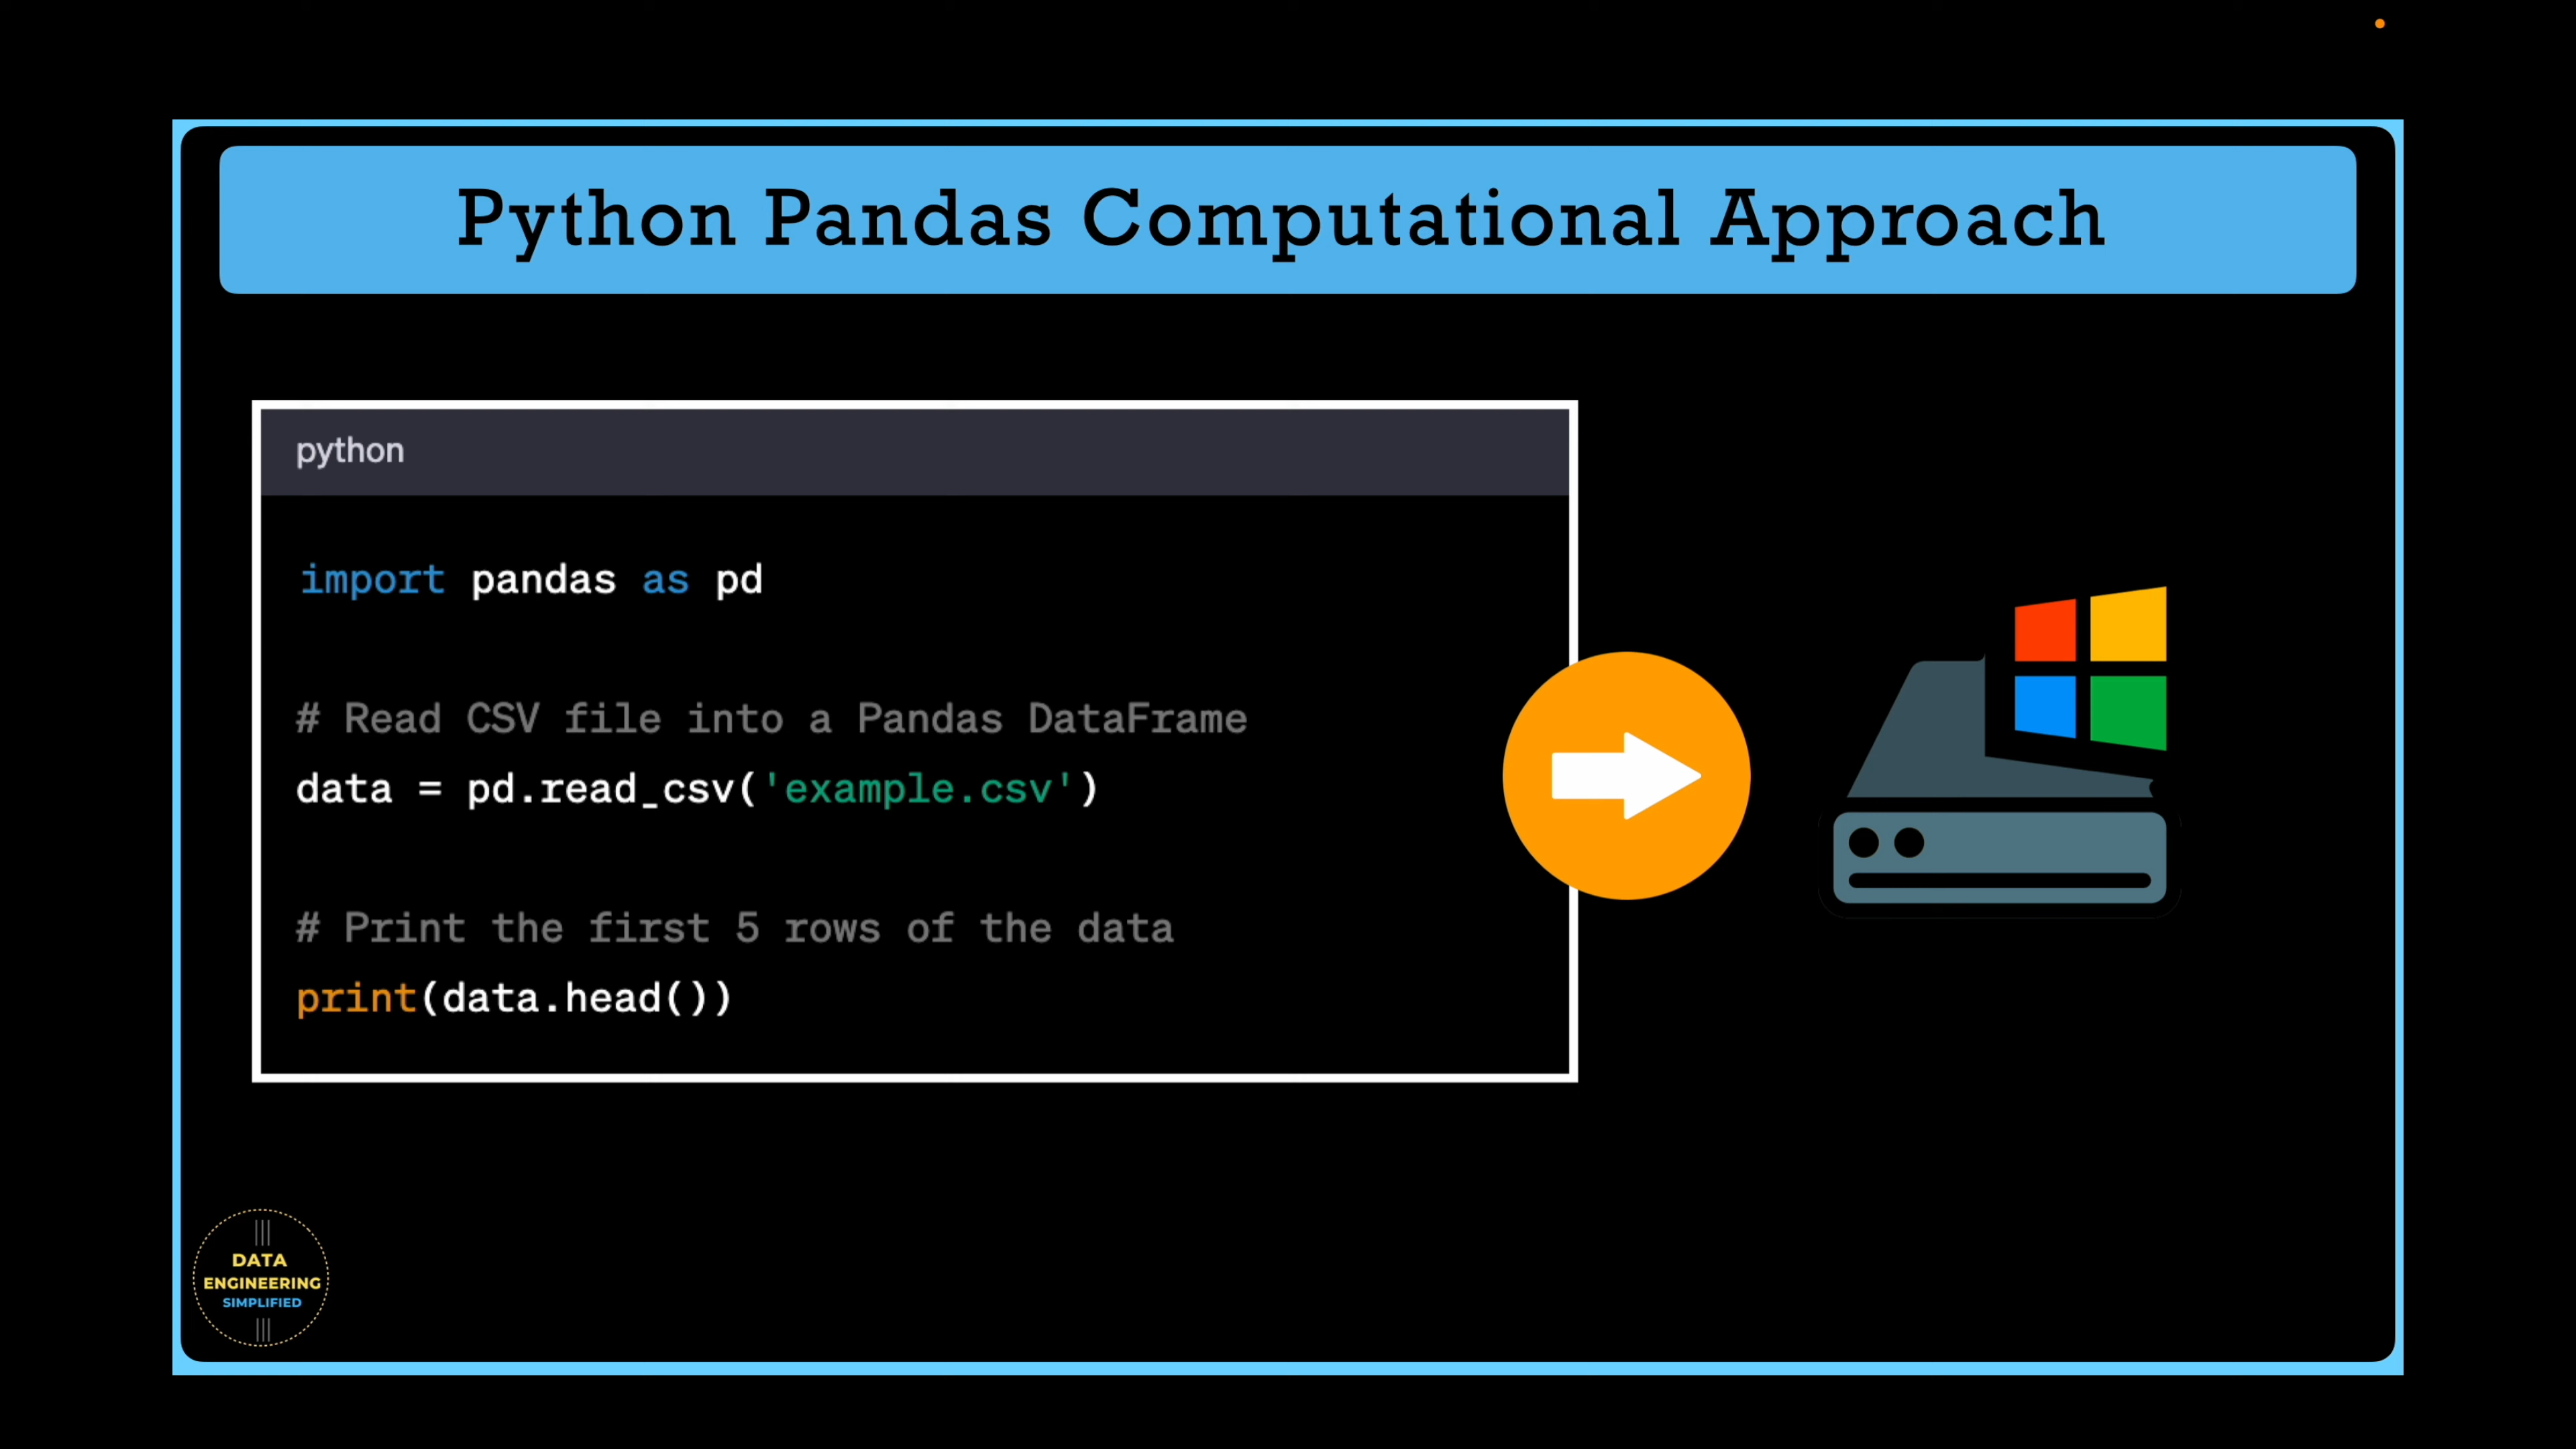 Python Pandas Computational Approach
python
import pandas as pd
# Read CSV file into a Pandas DataFrame
data = pd.read_csv('example.csv')
# Print the first 5 rows of the data
print(data.head())
DATA
ENGINEERING
SIMPLIFIED